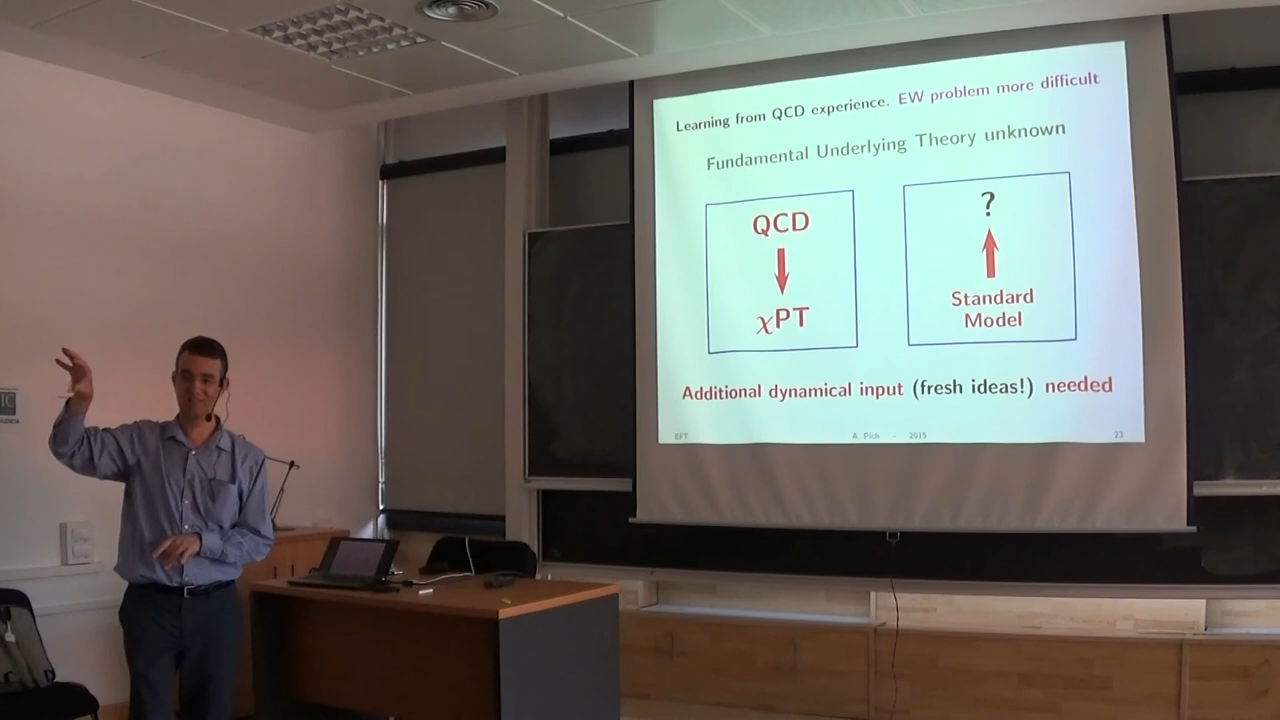 Learning from QCD experience. EW problem more difficult
Fundamental Underlying Theory unknown
QCD
χPT
?
Standard
Model
Additional dynamical input (fresh ideas!) needed
EFT
A. Pich - 2015
23
IC